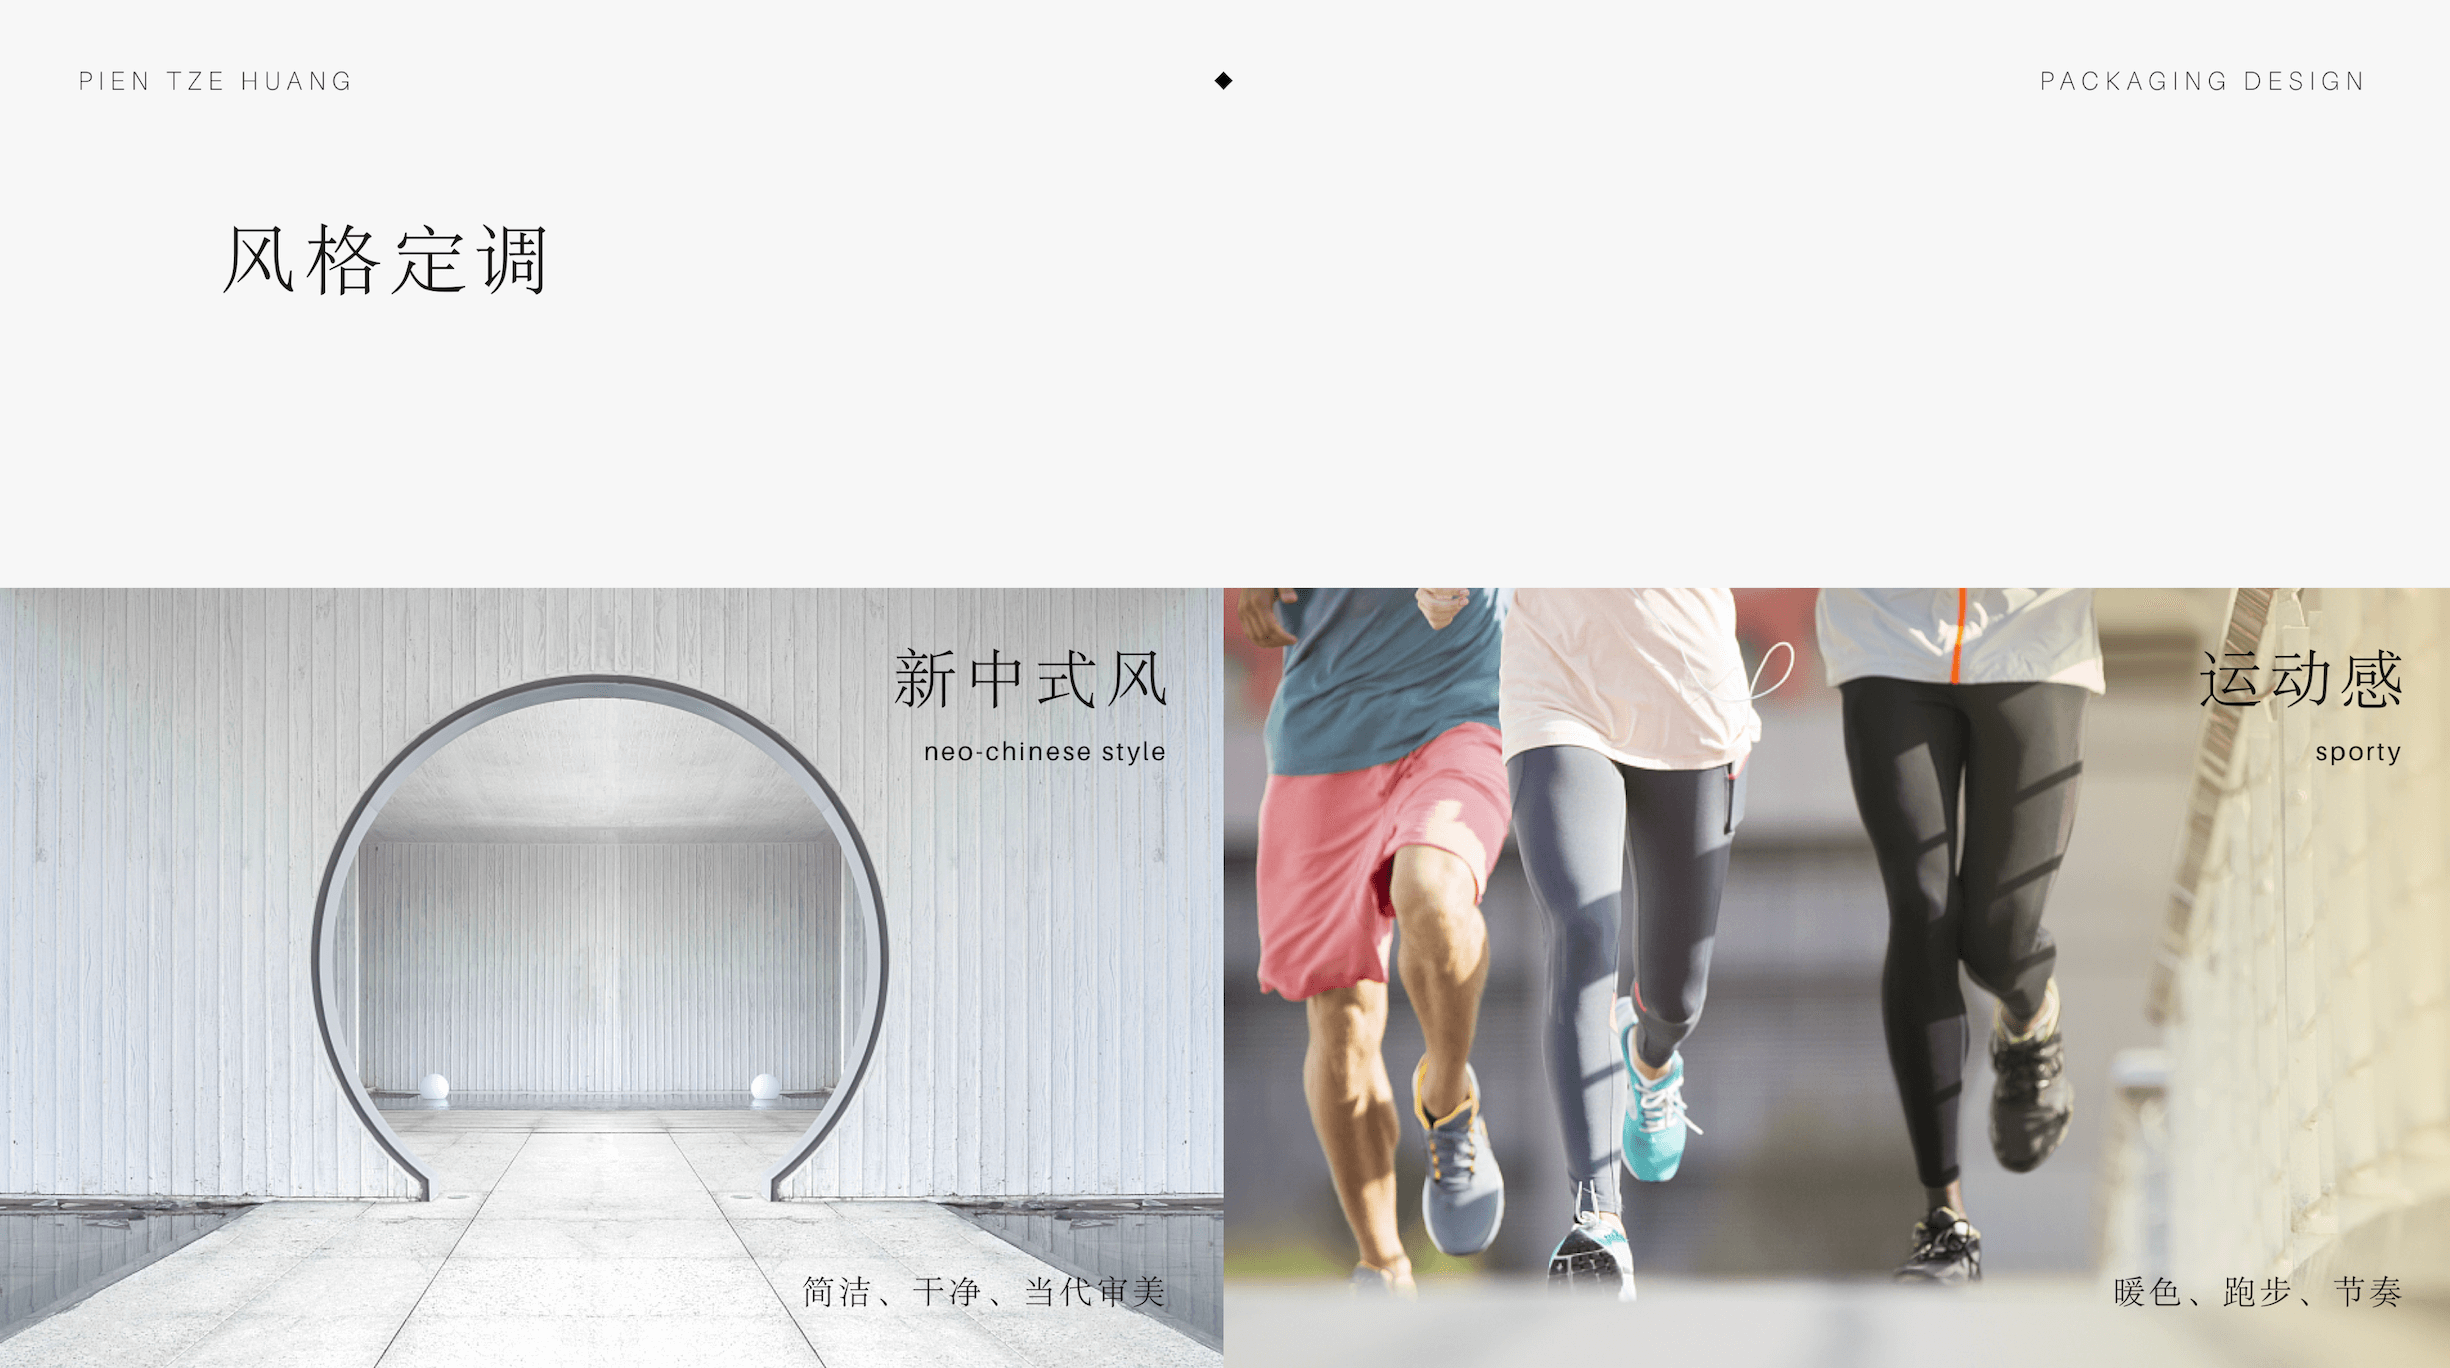 PIEN TZE HUANG
PACKAGING DESIGN
风格定调
新中式风
neo-chinese style
简洁、干净、当代审美
运动感
sporty
暖色、跑步、节奏